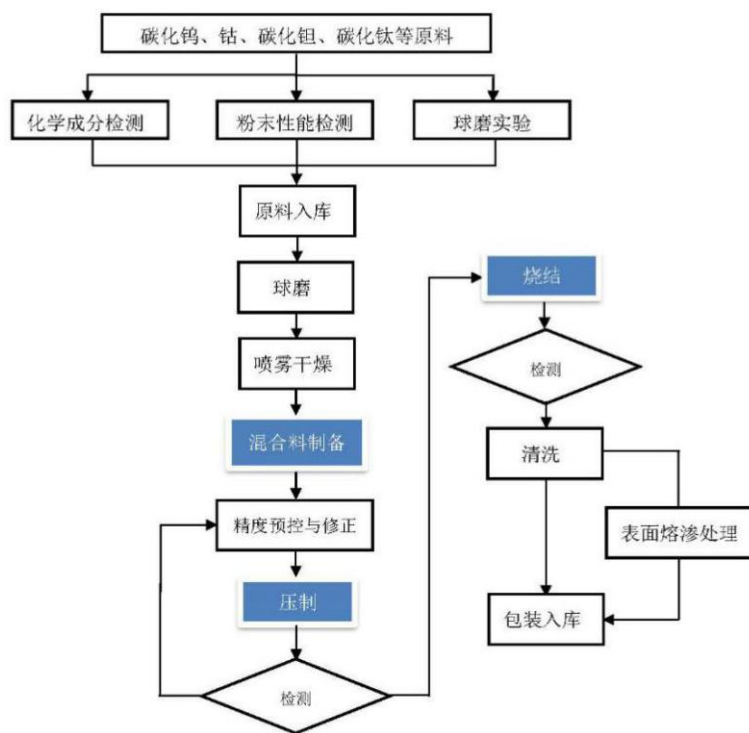 碳化钨、钴、碳化钽、碳化钛等原料
化学成分检测
粉末性能检测
球磨实验
原料入库
球磨
喷雾干燥
混合料制备
精度预控与修正
压制
检测
烧结
检测
清洗
表面熔渗处理
包装入库